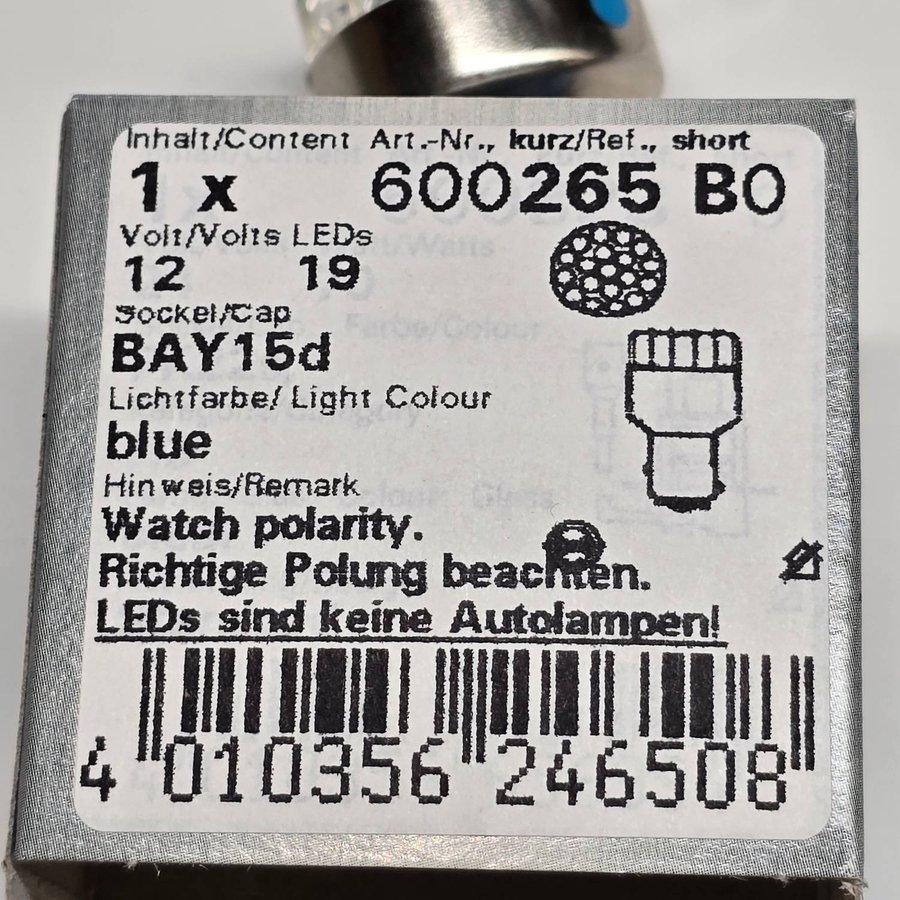 Inhalt/Content Art.-Nr., kurz/Ref., short
1 x 600265 B0
Volt/Volts LEDs
12 19
Sockel/Cap
BAY15d
Lichtfarbe/ Light Colour
blue
Hinweis/Remark
Watch polarity.
Richtige Polung beachten.
LEDs sind keine Autolampen!
4 010356 246508